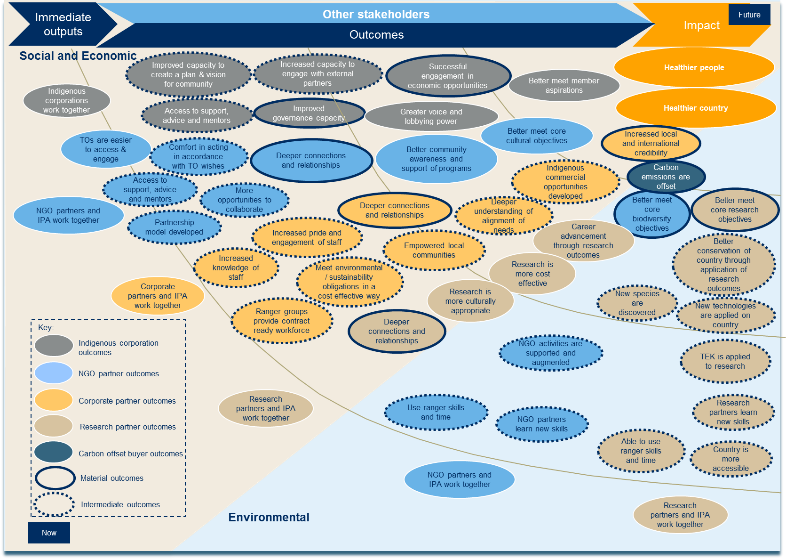 Immediate
outputs
Other stakeholders
Outcomes
Impact
Future
Social and Economic
Indigenous
corporations
work together
Improved capacity to
create a plan & vision
for community
Increased capacity to
engage with external
partners
Successful
engagement in
economic opportunities
Better meet member
aspirations
Healthier people
Healthier country
Access to support,
advice and mentors
Improved
governance capacity
Greater voice and
lobbying power
TOs are easier
to access &
engage
Comfort in acting
in accordance
with TO wishes
Deeper connections
and relationships
Better community
awareness and
support of programs
Better meet core
cultural objectives
Increased local
and international
credibility
Carbon
emissions are
offset
Access to
support, advice
and mentors
More
opportunities to
collaborate
Indigenous
commercial
opportunities
developed
Better meet
core
biodiversity
objectives
Better meet
core research
objectives
NGO partners and
IPA work together
Partnership
model developed
Deeper connections
and relationships
Deeper
understanding of
alignment of
needs
Career
advancement
through research
outcomes
Increased pride and
engagement of staff
Empowered local
communities
Better
conservation of
country through
application of
research
outcomes
Increased
knowledge of
staff
Meet environmental
/ sustainability
obligations in a
cost effective way
Research is
more cost
effective
Corporate
partners and IPA
work together
Research is
more culturally
appropriate
New species are
discovered
New technologies
are applied on
country
Ranger groups
provide contract
ready workforce
Deeper
connections and
relationships
NGO activities are
supported and
augmented
TEK is applied
to research
Research
partners and IPA
work together
Use ranger skills
and time
NGO partners
learn new skills
Research
partners learn
new skills
Able to use
ranger skills
and time
Country is
more
accessible
NGO partners and
IPA work together
Research
partners and IPA
work together
Environmental
Key
Indigenous corporation
outcomes
NGO partner outcomes
Corporate partner outcomes
Research partner outcomes
Carbon offset buyer outcomes
Material outcomes
Intermediate outcomes
Now